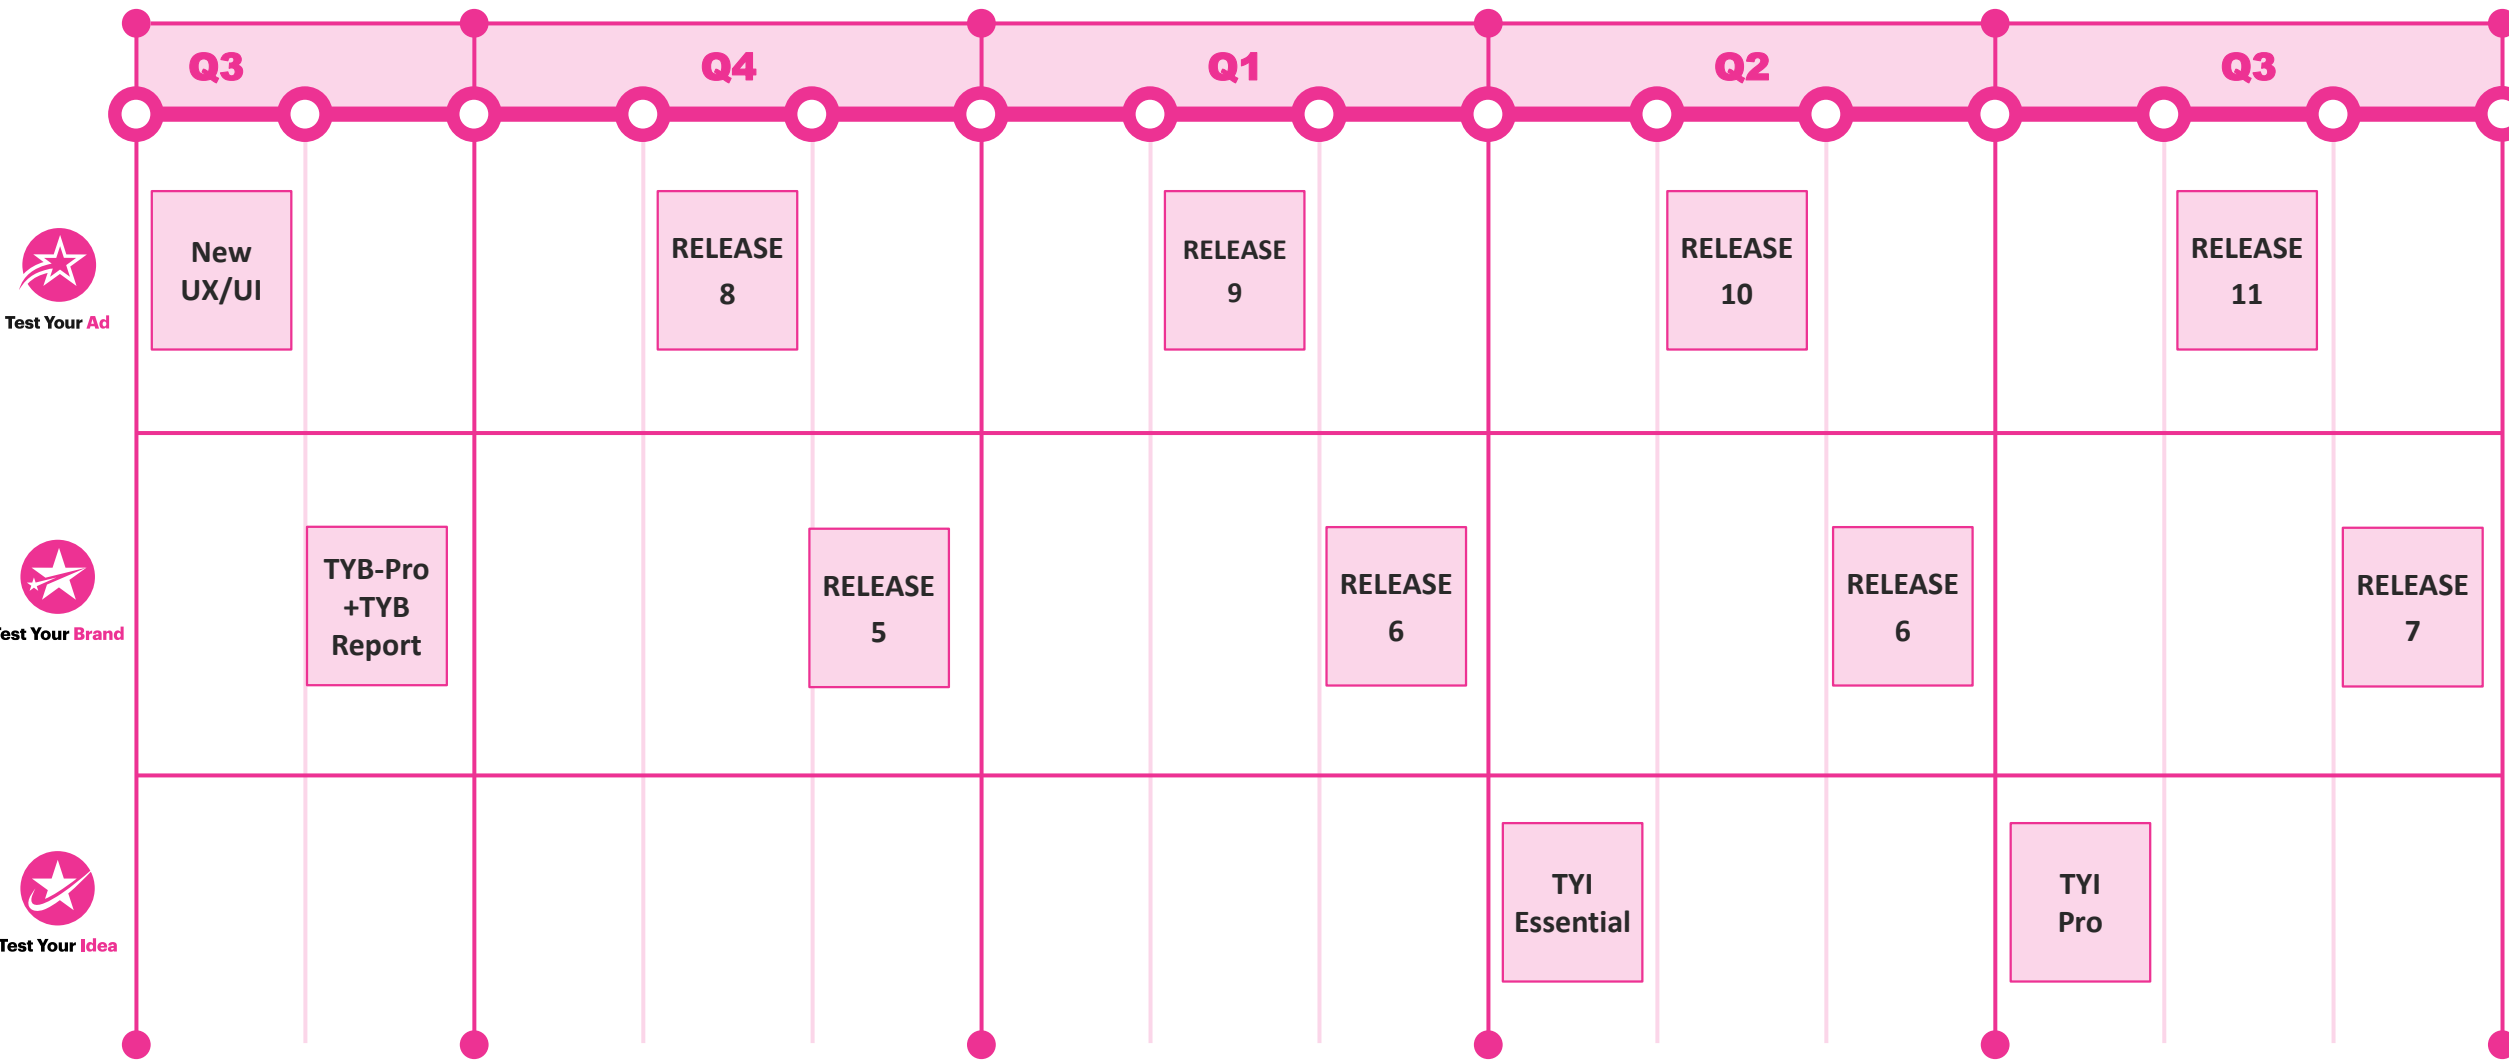 Q3
Q4
Q1
Q2
Q3
New
UX/UI
RELEASE
8
RELEASE
9
RELEASE
10
RELEASE
11
Test Your Ad
TYB-Pro
+TYB
Report
RELEASE
5
RELEASE
6
RELEASE
6
RELEASE
7
Test Your Brand
TYI
Essential
TYI
Pro
Test Your Idea